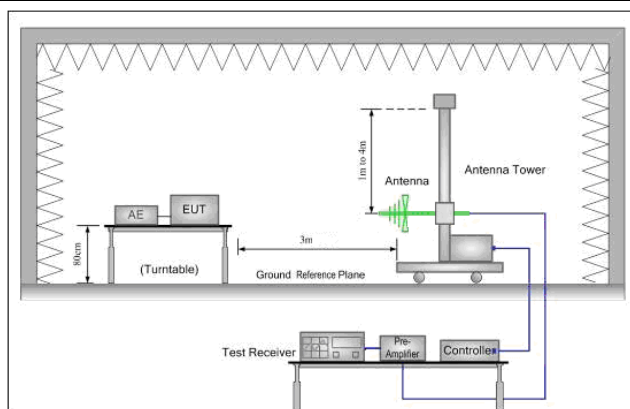 1m to 4m
Antenna
Antenna Tower
AE
EUT
3m
80cm
(Turntable)
Ground Reference Plane
Test Receiver
Pre-
Amplifier
Controller